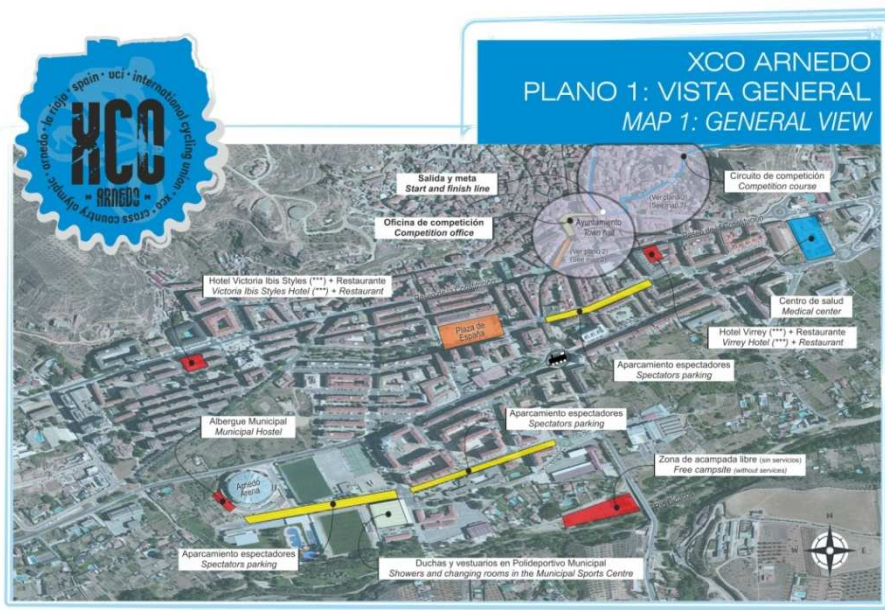 XCO ARNEDO
PLANO 1: VISTA GENERAL
MAP 1: GENERAL VIEW
arnedo · la rioja · spain · uci · international cycling union · xco · cross country olympic
XCO
ARNEDO
Salida y meta
Start and finish line
Circuito de competición
Competition course
Oficina de competición
Competition office
Ayuntamiento
Town hall
(Ver plano 2)
Hotel Victoria Ibis Styles (***) + Restaurante
Victoria Ibis Styles Hotel (***) + Restaurant
Centro de salud
Medical center
Plaza de
España
Hotel Virrey (***) + Restaurante
Virrey Hotel (***) + Restaurant
Aparcamiento espectadores
Spectators parking
Albergue Municipal
Municipal Hostel
Aparcamiento espectadores
Spectators parking
Zona de acampada libre (sin servicios)
Free campsite (without services)
Arnedo
Arena
Aparcamiento espectadores
Spectators parking
Duchas y vestuarios en Polideportivo Municipal
Showers and changing rooms in the Municipal Sports Centre
N
W E
S